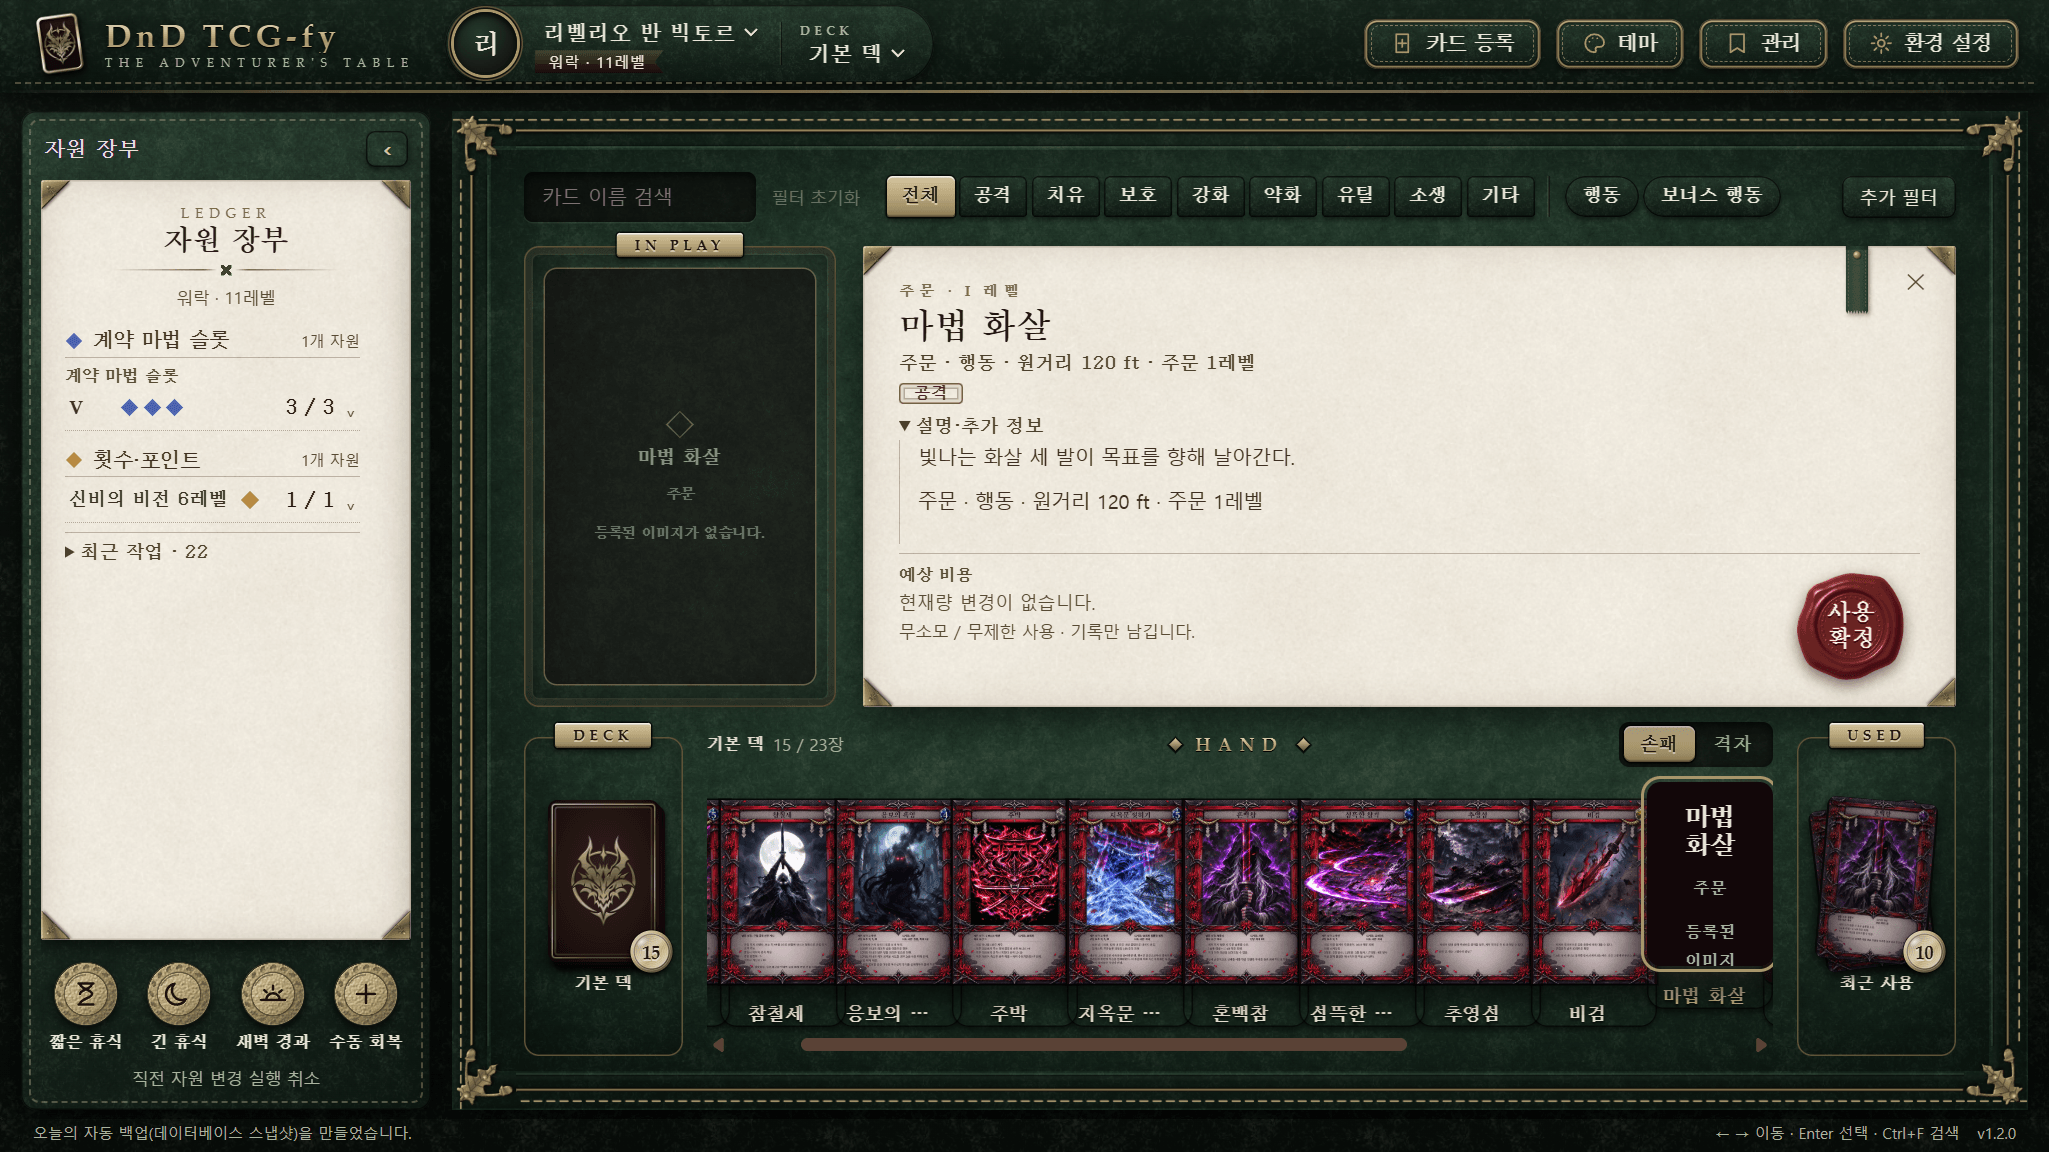 DnD TCG-fy
THE ADVENTURER'S TABLE
리
리벨리오 반 빅토르
워락 · 11레벨
DECK
기본 덱
카드 등록
테마
관리
환경 설정
자원 장부
LEDGER
자원 장부
워락 · 11레벨
계약 마법 슬롯 1개 자원
계약 마법 슬롯
V 3 / 3 v
횟수·포인트 1개 자원
신비의 비전 6레벨 1 / 1 v
최근 작업 · 22
짧은 휴식
긴 휴식
새벽 경과
수동 회복
직전 자원 변경 실행 취소
카드 이름 검색
필터 초기화
전체
공격
치유
보호
강화
약화
유틸
소생
기타
행동
보너스 행동
추가 필터
IN PLAY
마법 화살
주문
등록된 이미지가 없습니다.
주문 · 1 레벨
마법 화살
주문 · 행동 · 원거리 120 ft · 주문 1레벨
공격
설명·추가 정보
빛나는 화살 세 발이 목표를 향해 날아간다.
주문 · 행동 · 원거리 120 ft · 주문 1레벨
예상 비용
현재량 변경이 없습니다.
무소모 / 무제한 사용 · 기록만 남깁니다.
사용
확정
DECK
15
기본 덱
기본 덱 15 / 23장
HAND
손패
격자
참철세
응보의 ···
주박
지옥문 ···
혼백참
섬뜩한 ···
추영섬
비검
마법
화살
주문
등록된
이미지
마법 화살
USED
10
최근 사용
오늘의 자동 백업(데이터베이스 스냅샷)을 만들었습니다.
← → 이동 · Enter 선택 · Ctrl+F 검색 v1.2.0